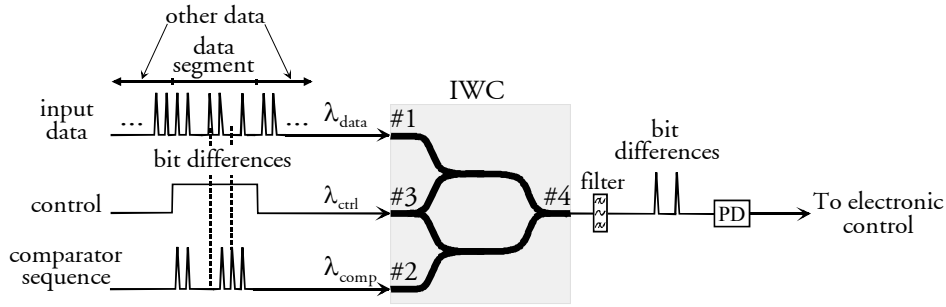 other data
data
segment
IWC
input
data
...
...
λdata
#1
bit
differences
bit differences
control
λctrl
#3
#4
filter
PD
To electronic
control
comparator
sequence
λcomp
#2